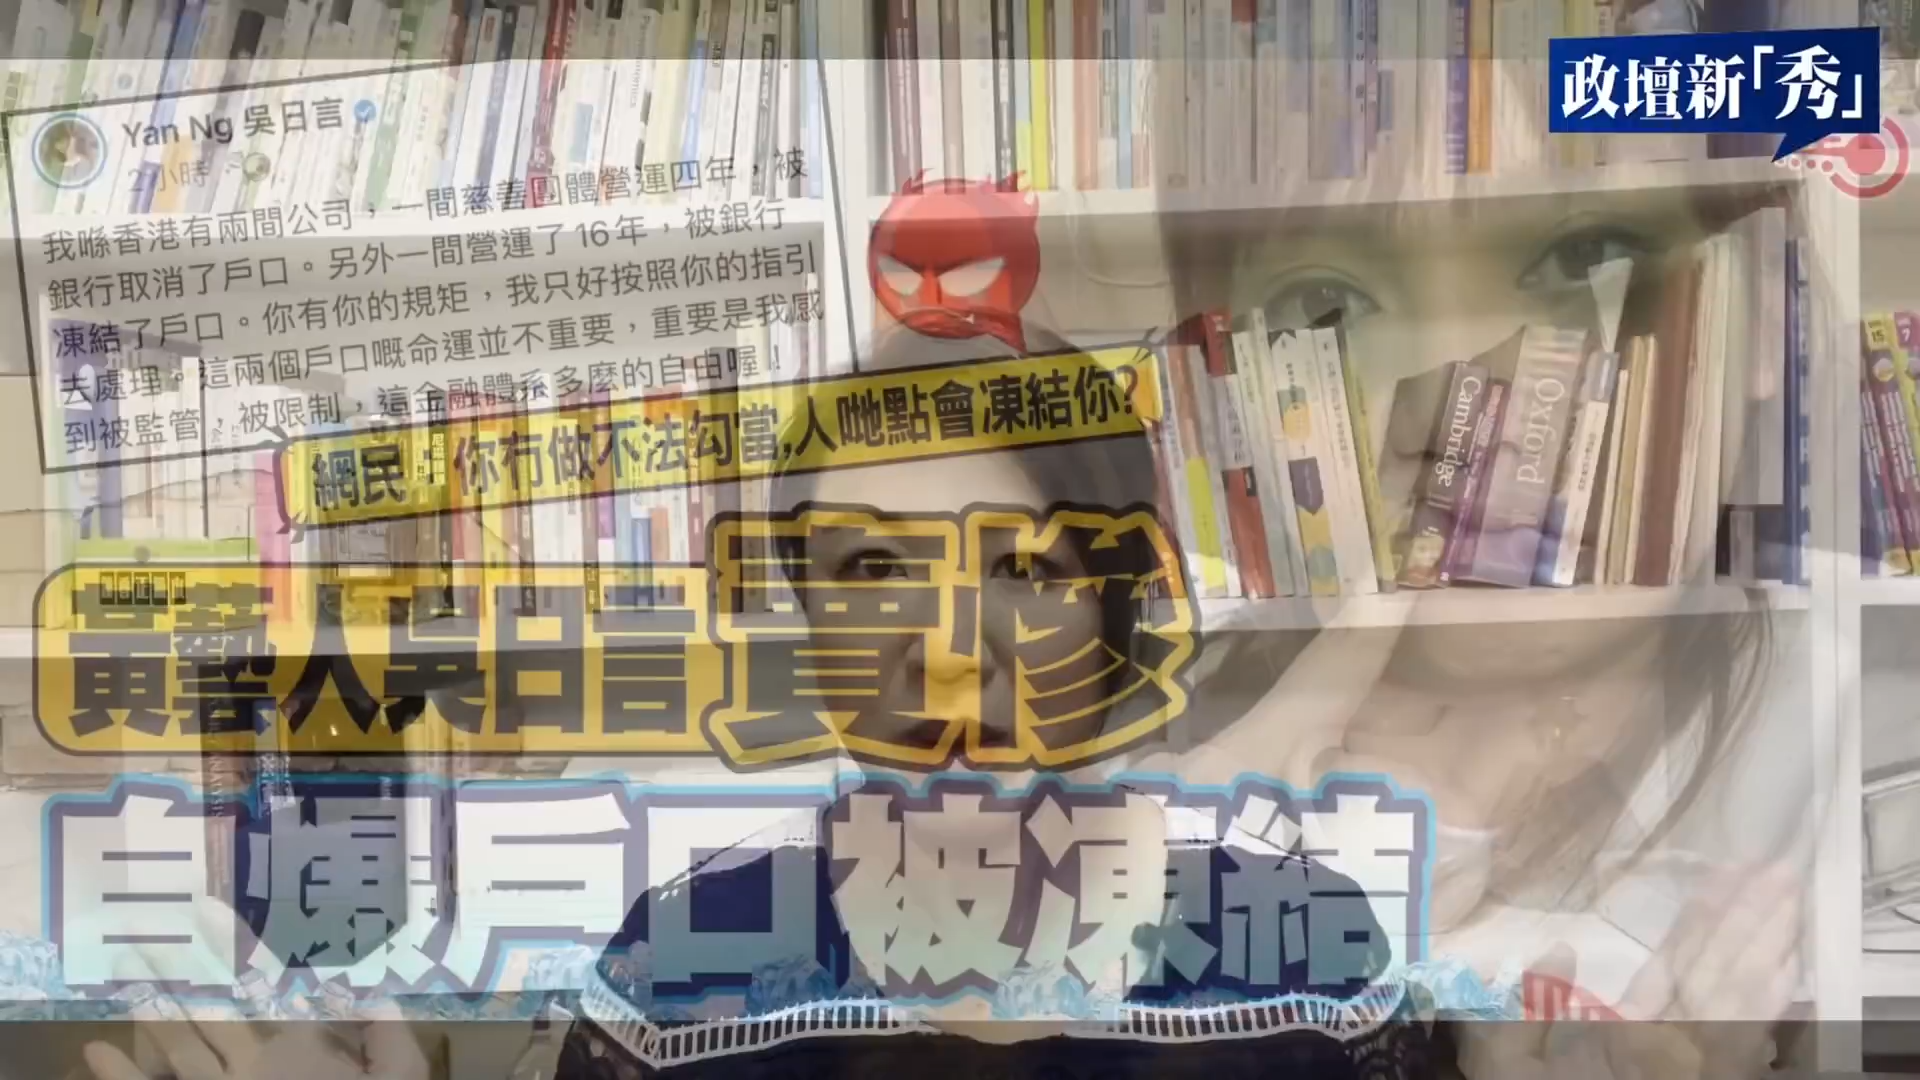 政壇新「秀」
Yan Ng 吳日言
2小時
我喺香港有兩間公司，一間慈善團體營運四年，被
銀行取消了戶口。另外一間營運了16年，被銀行
凍結了戶口。你有你的規矩，我只好按照你的指引
去處理。這兩個戶口嘅命運並不重要，重要是我感
到被監管，被限制，這金融體系多麼的自由喔！
網民：你冇做不法勾當,人哋點會凍結你?
黃藝人吳日言賣慘
自爆戶口被凍結
Cambridge
Oxford
15
7